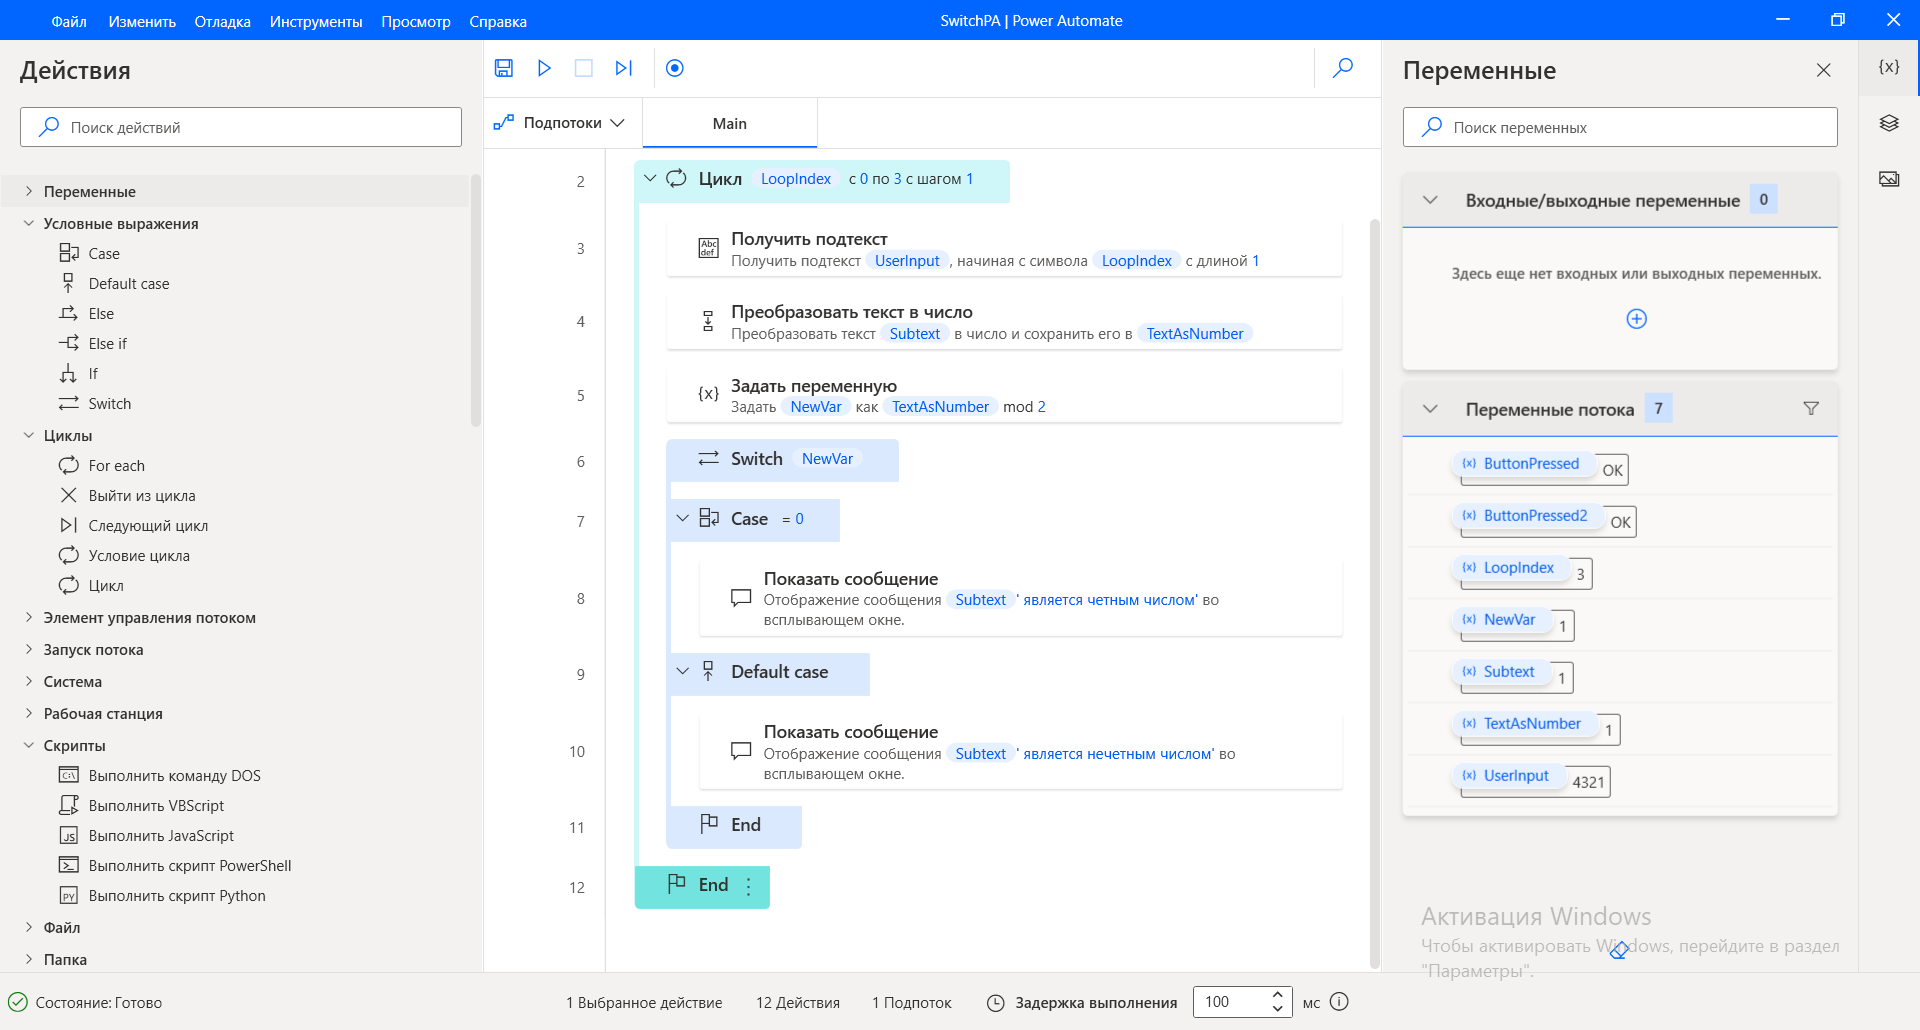 Файл Изменить Отладка Инструменты Просмотр Справка
SwitchPA | Power Automate
Действия
Поиск действий
Переменные
Условные выражения
Case
Default case
Else
Else if
If
Switch
Циклы
For each
Выйти из цикла
Следующий цикл
Условие цикла
Цикл
Элемент управления потоком
Запуск потока
Система
Рабочая станция
Скрипты
Выполнить команду DOS
Выполнить VBScript
Выполнить JavaScript
Выполнить скрипт PowerShell
Выполнить скрипт Python
Файл
Папка
Подпотоки
Main
2 Цикл LoopIndex с 0 по 3 с шагом 1
3 Abc def Получить подтекст
Получить подтекст UserInput , начиная с символа LoopIndex с длиной 1
4 Преобразовать текст в число
Преобразовать текст Subtext в число и сохранить его в TextAsNumber
5 {x} Задать переменную
Задать NewVar как TextAsNumber mod 2
6 Switch NewVar
7 Case = 0
8 Показать сообщение
Отображение сообщения Subtext ' является четным числом' во
всплывающем окне.
9 Default case
10 Показать сообщение
Отображение сообщения Subtext ' является нечетным числом' во
всплывающем окне.
11 End
12 End
Переменные
{x}
Поиск переменных
Входные/выходные переменные 0
Здесь еще нет входных или выходных переменных.
Переменные потока 7
{x} ButtonPressed OK
{x} ButtonPressed2 OK
{x} LoopIndex 3
{x} NewVar 1
{x} Subtext 1
{x} TextAsNumber 1
{x} UserInput 4321
Активация Windows
Чтобы активировать Windows, перейдите в раздел
"Параметры".
Состояние: Готово
1 Выбранное действие 12 Действия 1 Подпоток Задержка выполнения 100 мс